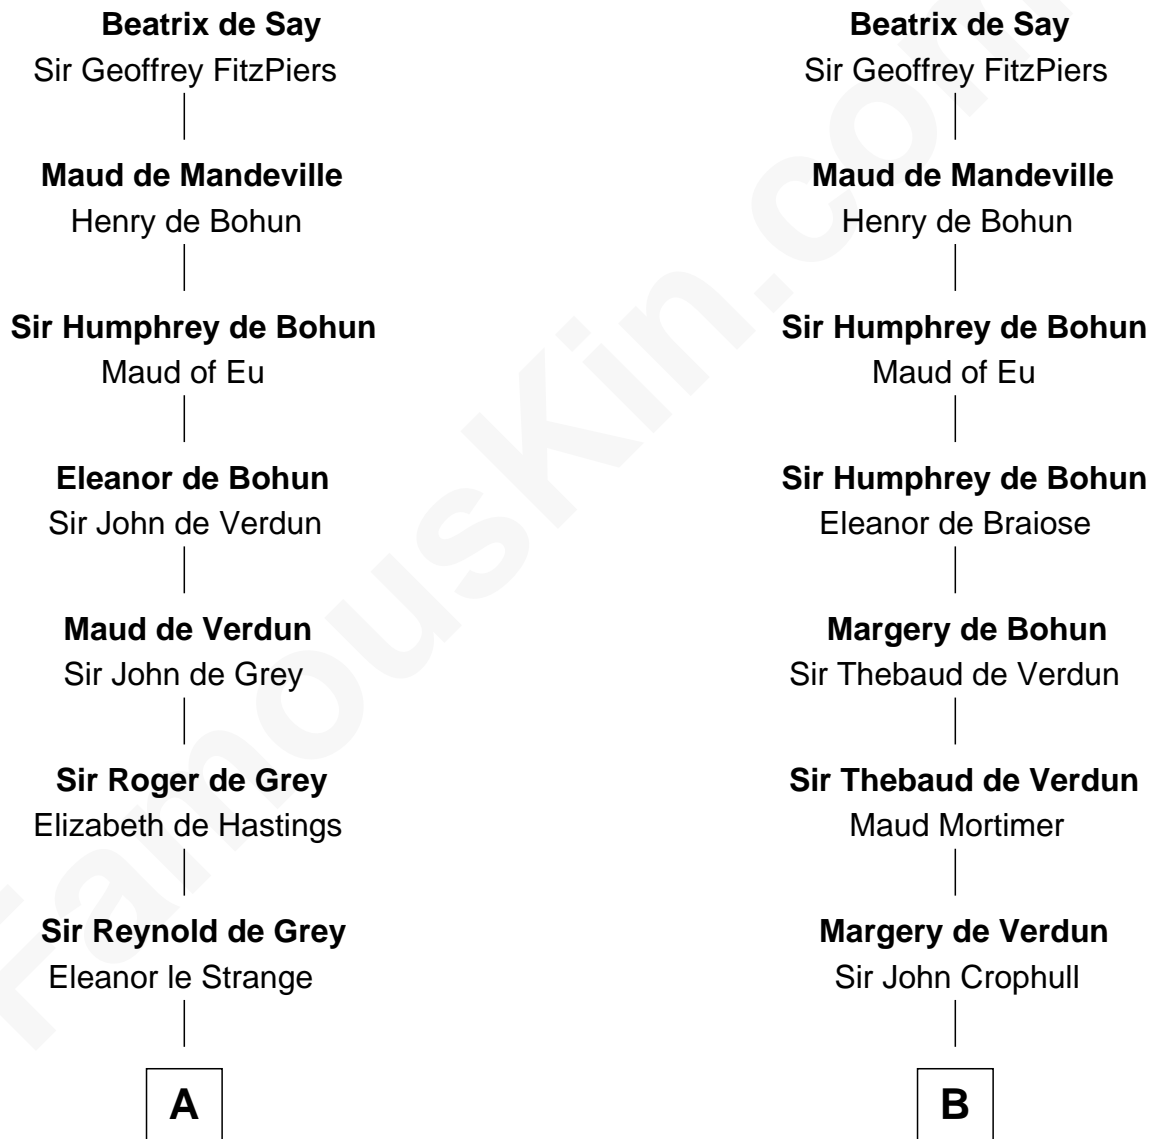 Beatrix de Say
Sir Geoffrey FitzPiers
Maud de Mandeville
Henry de Bohun
Sir Humphrey de Bohun
Maud of Eu
Eleanor de Bohun
Sir John de Verdun
Maud de Verdun
Sir John de Grey
Sir Roger de Grey
Elizabeth de Hastings
Sir Reynold de Grey
Eleanor le Strange
A
Beatrix de Say
Sir Geoffrey FitzPiers
Maud de Mandeville
Henry de Bohun
Sir Humphrey de Bohun
Maud of Eu
Sir Humphrey de Bohun
Eleanor de Braiose
Margery de Bohun
Sir Thebaud de Verdun
Sir Thebaud de Verdun
Maud Mortimer
Margery de Verdun
Sir John Crophull
B
FamousKin.com